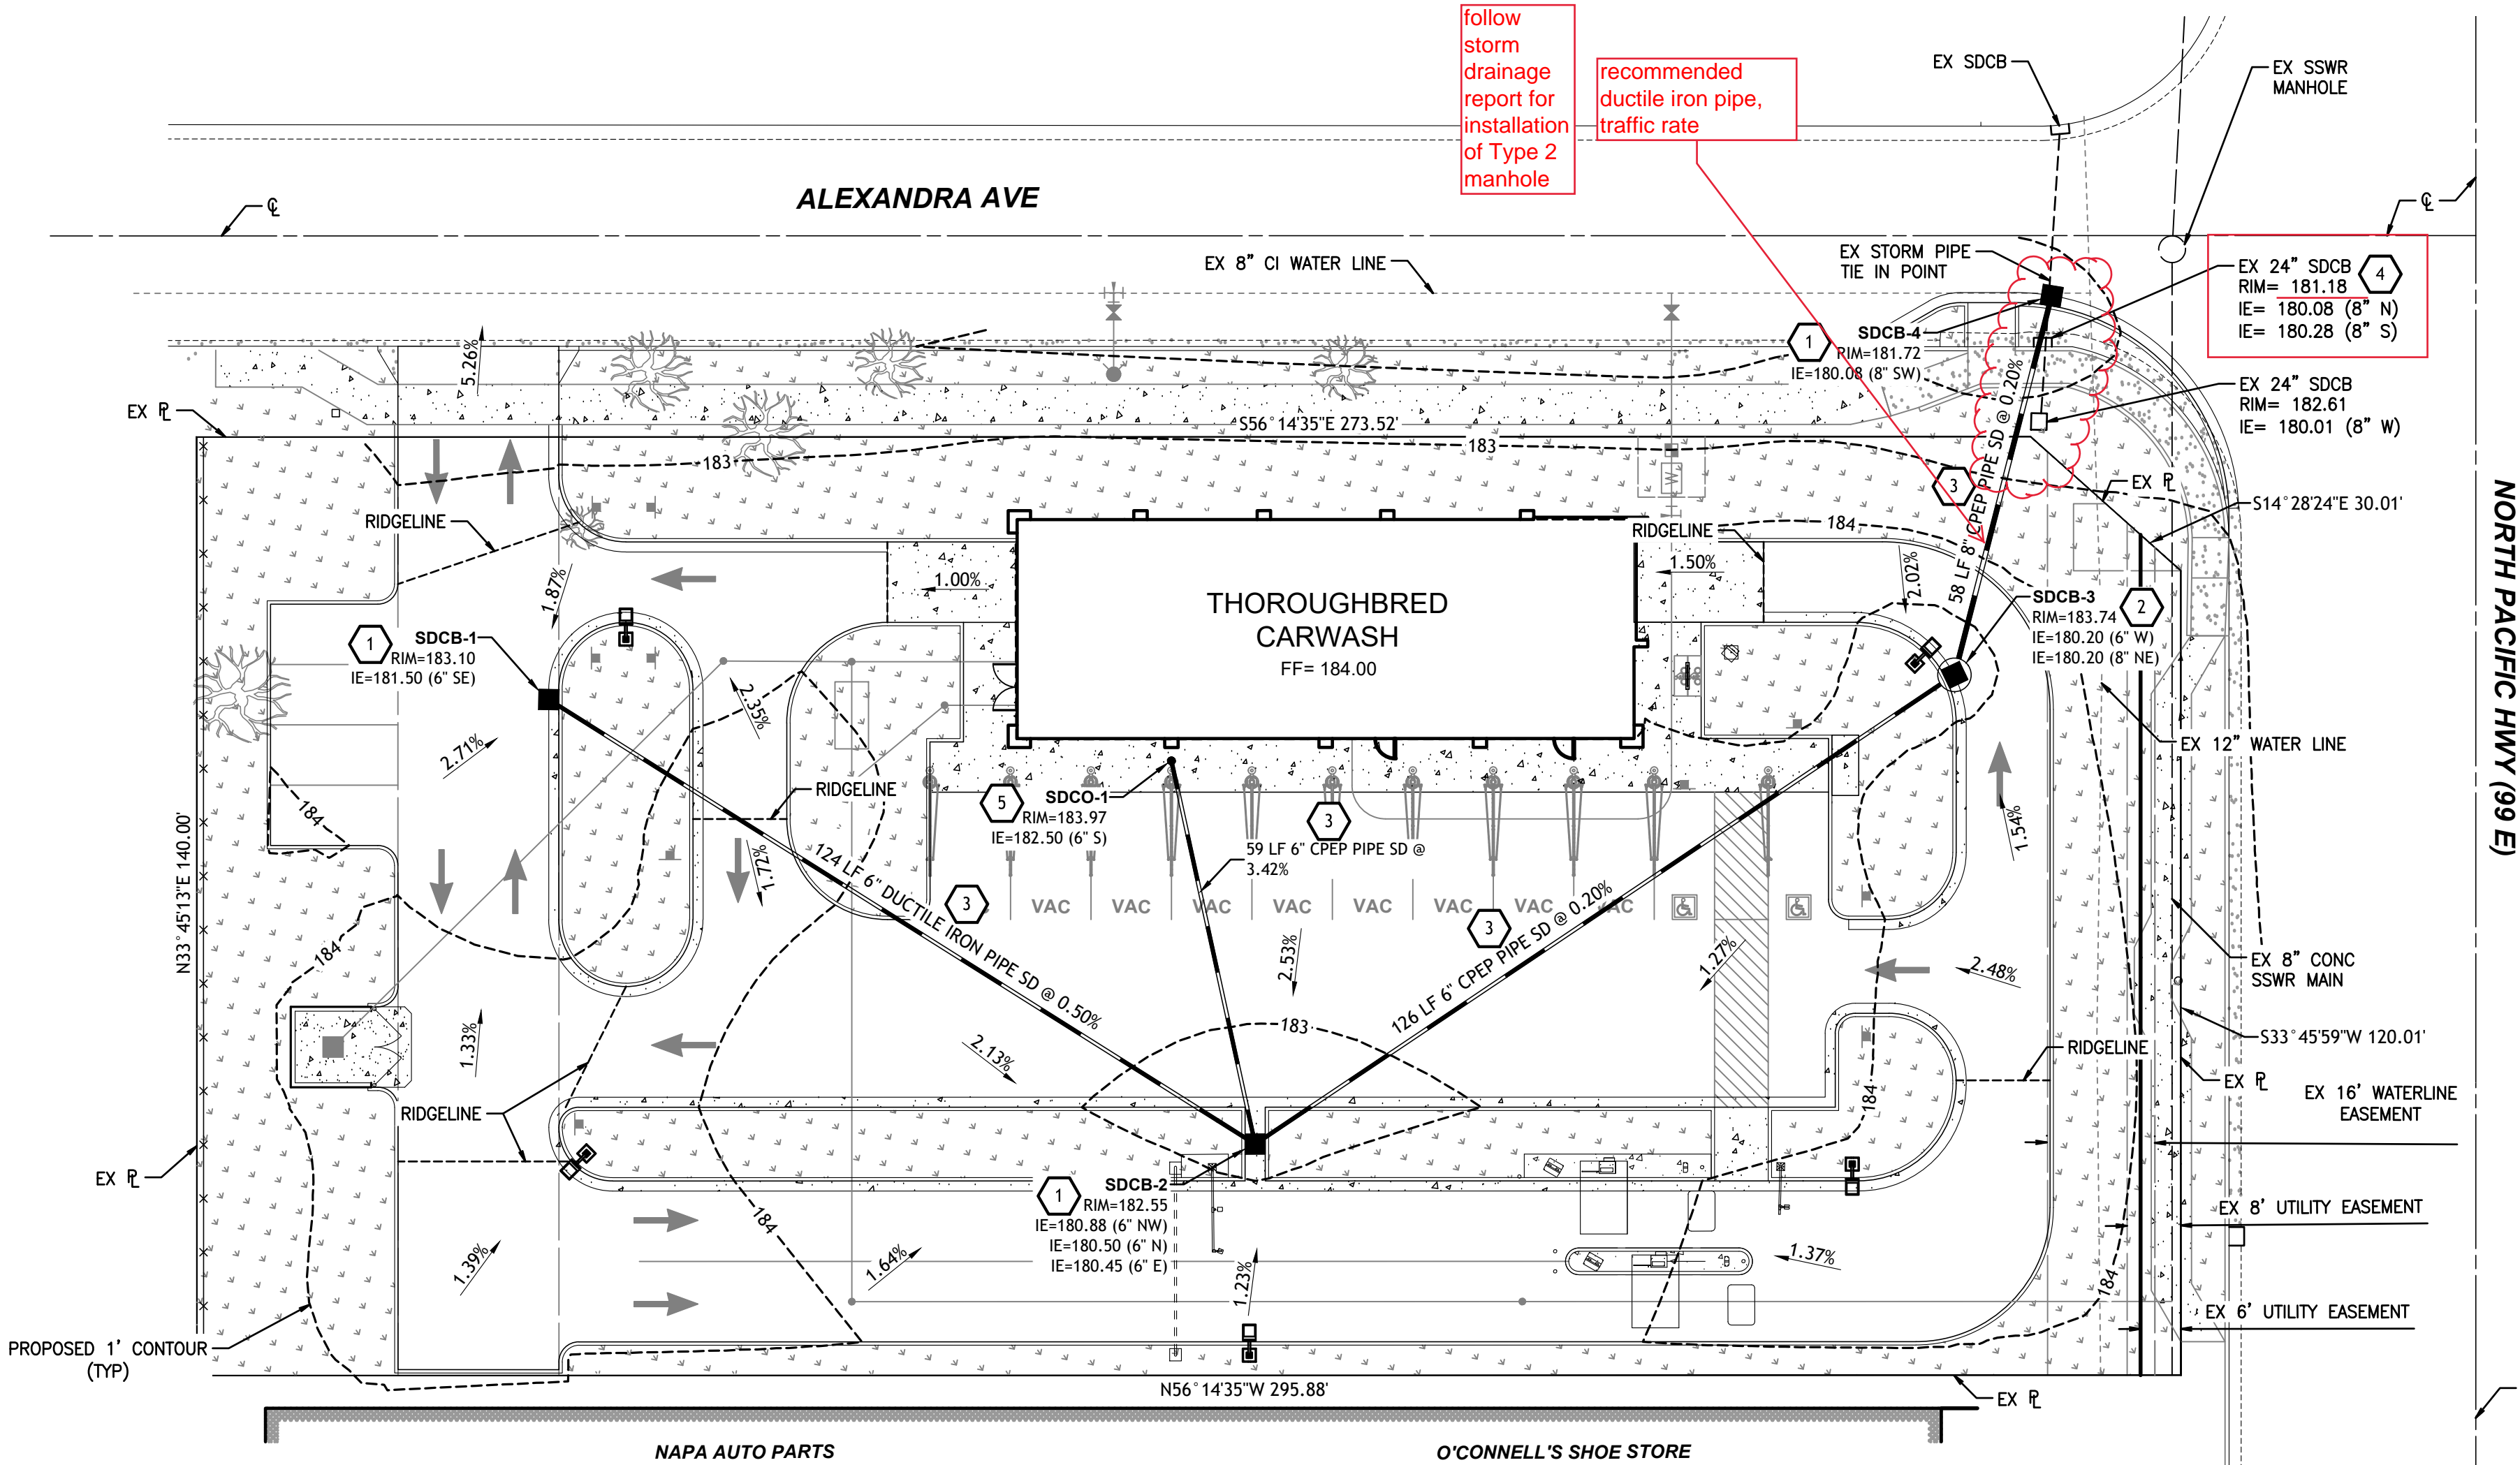 follow
storm
drainage
report for
installation
of Type 2
manhole
recommended
ductile iron pipe,
traffic rate
EX SDCB
EX SSWR
MANHOLE
ALEXANDRA AVE
℄
℄
EX 8" CI WATER LINE
EX STORM PIPE
TIE IN POINT
EX 24" SDCB
4
RIM= 181.18
IE= 180.08 (8" N)
IE= 180.28 (8" S)
1
SDCB-4
RIM=181.72
IE=180.08 (8" SW)
EX 24" SDCB
RIM= 182.61
IE= 180.01 (8" W)
5.26%
EX ⅊
S56°14'35"E 273.52'
183
183
58 LF 8" CPEP PIPE SD @ 0.20%
3
EX ⅊
S14°28'24"E 30.01'
NORTH PACIFIC HWY (99 E)
RIDGELINE
RIDGELINE
184
1.87%
1.00%
1.50%
2.02%
THOROUGHBRED
CARWASH
FF= 184.00
SDCB-3
2
RIM=183.74
IE=180.20 (6" W)
IE=180.20 (8" NE)
1
SDCB-1
RIM=183.10
IE=181.50 (6" SE)
2.35%
2.71%
EX 12" WATER LINE
RIDGELINE
5
SDCO-1
RIM=183.97
IE=182.50 (6" S)
3
59 LF 6" CPEP PIPE SD @
3.42%
184
1.72%
1.54%
N33°45'13"E 140.00'
124 LF 6" DUCTILE IRON PIPE SD @ 0.50%
3
VAC
VAC
VAC
VAC
VAC
VAC
VAC
VAC
3
126 LF 6" CPEP PIPE SD @ 0.20%
184
2.53%
1.27%
2.48%
EX 8" CONC
SSWR MAIN
183
1.33%
2.13%
S33°45'59"W 120.01'
RIDGELINE
EX ⅊
184
EX 16' WATERLINE
EASEMENT
RIDGELINE
EX ⅊
1
SDCB-2
RIM=182.55
IE=180.88 (6" NW)
IE=180.50 (6" N)
IE=180.45 (6" E)
EX 8' UTILITY EASEMENT
184
1.39%
1.64%
1.23%
1.37%
184
EX 6' UTILITY EASEMENT
PROPOSED 1' CONTOUR
(TYP)
N56°14'35"W 295.88'
EX ⅊
NAPA AUTO PARTS
O'CONNELL'S SHOE STORE